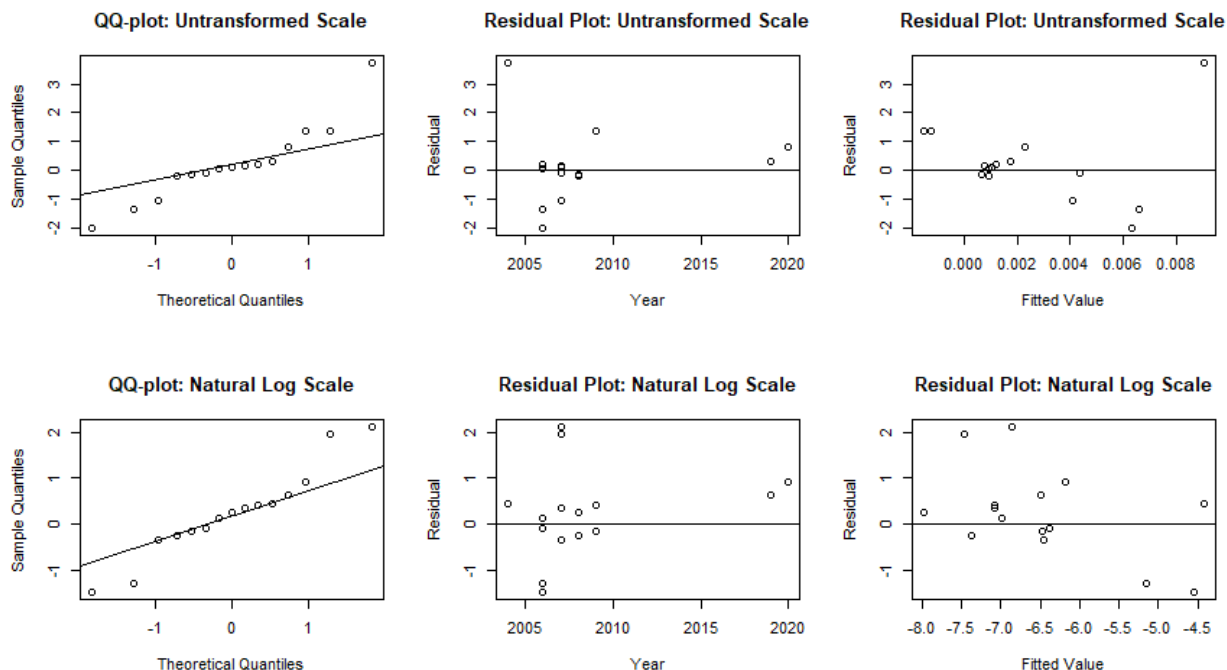 QQ-plot: Untransformed Scale
Sample Quantiles
3
2
1
0
-1
-2
-1 0 1
Theoretical Quantiles
Residual Plot: Untransformed Scale
Residual
3
2
1
0
-1
-2
2005 2010 2015 2020
Year
Residual Plot: Untransformed Scale
Residual
3
2
1
0
-1
-2
0.000 0.002 0.004 0.006 0.008
Fitted Value
QQ-plot: Natural Log Scale
Sample Quantiles
2
1
0
-1
-1 0 1
Theoretical Quantiles
Residual Plot: Natural Log Scale
Residual
2
1
0
-1
2005 2010 2015 2020
Year
Residual Plot: Natural Log Scale
Residual
2
1
0
-1
-8.0 -7.5 -7.0 -6.5 -6.0 -5.5 -5.0 -4.5
Fitted Value